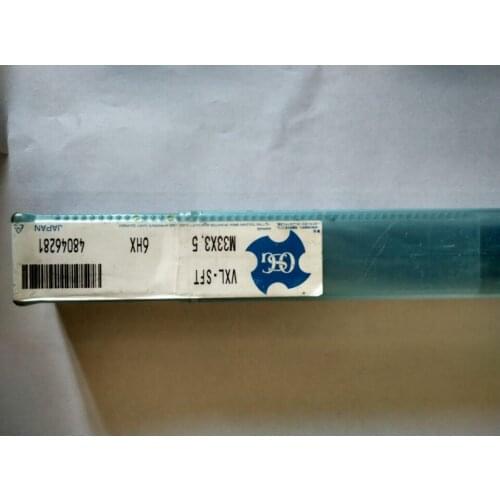 OSG
VXL-SFT
M33X3.5
6HX
48046281
JAPAN